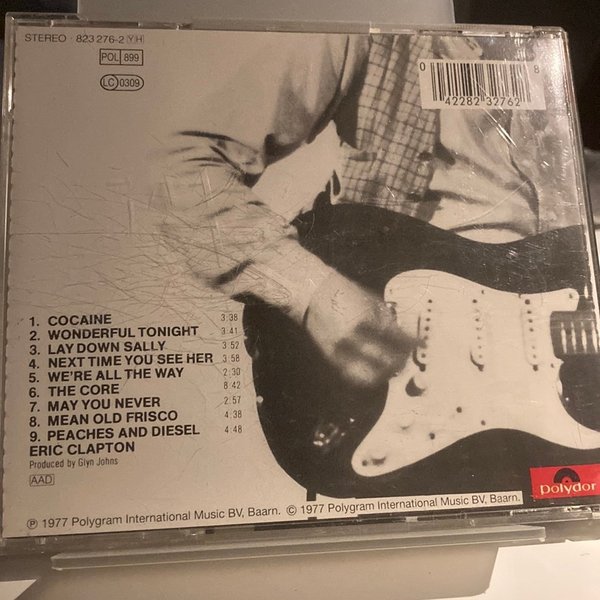 STEREO · 823 276-2 YH
POL 899
LC 0309
0 42282 32762 8
1. COCAINE 3:38
2. WONDERFUL TONIGHT 3:41
3. LAY DOWN SALLY 3:52
4. NEXT TIME YOU SEE HER 3:58
5. WE'RE ALL THE WAY 2:30
6. THE CORE 8:42
7. MAY YOU NEVER 2:57
8. MEAN OLD FRISCO 4:38
9. PEACHES AND DIESEL 4:48
ERIC CLAPTON
Produced by Glyn Johns
AAD
polydor
℗ 1977 Polygram International Music BV, Baarn. © 1977 Polygram International Music BV, Baarn.